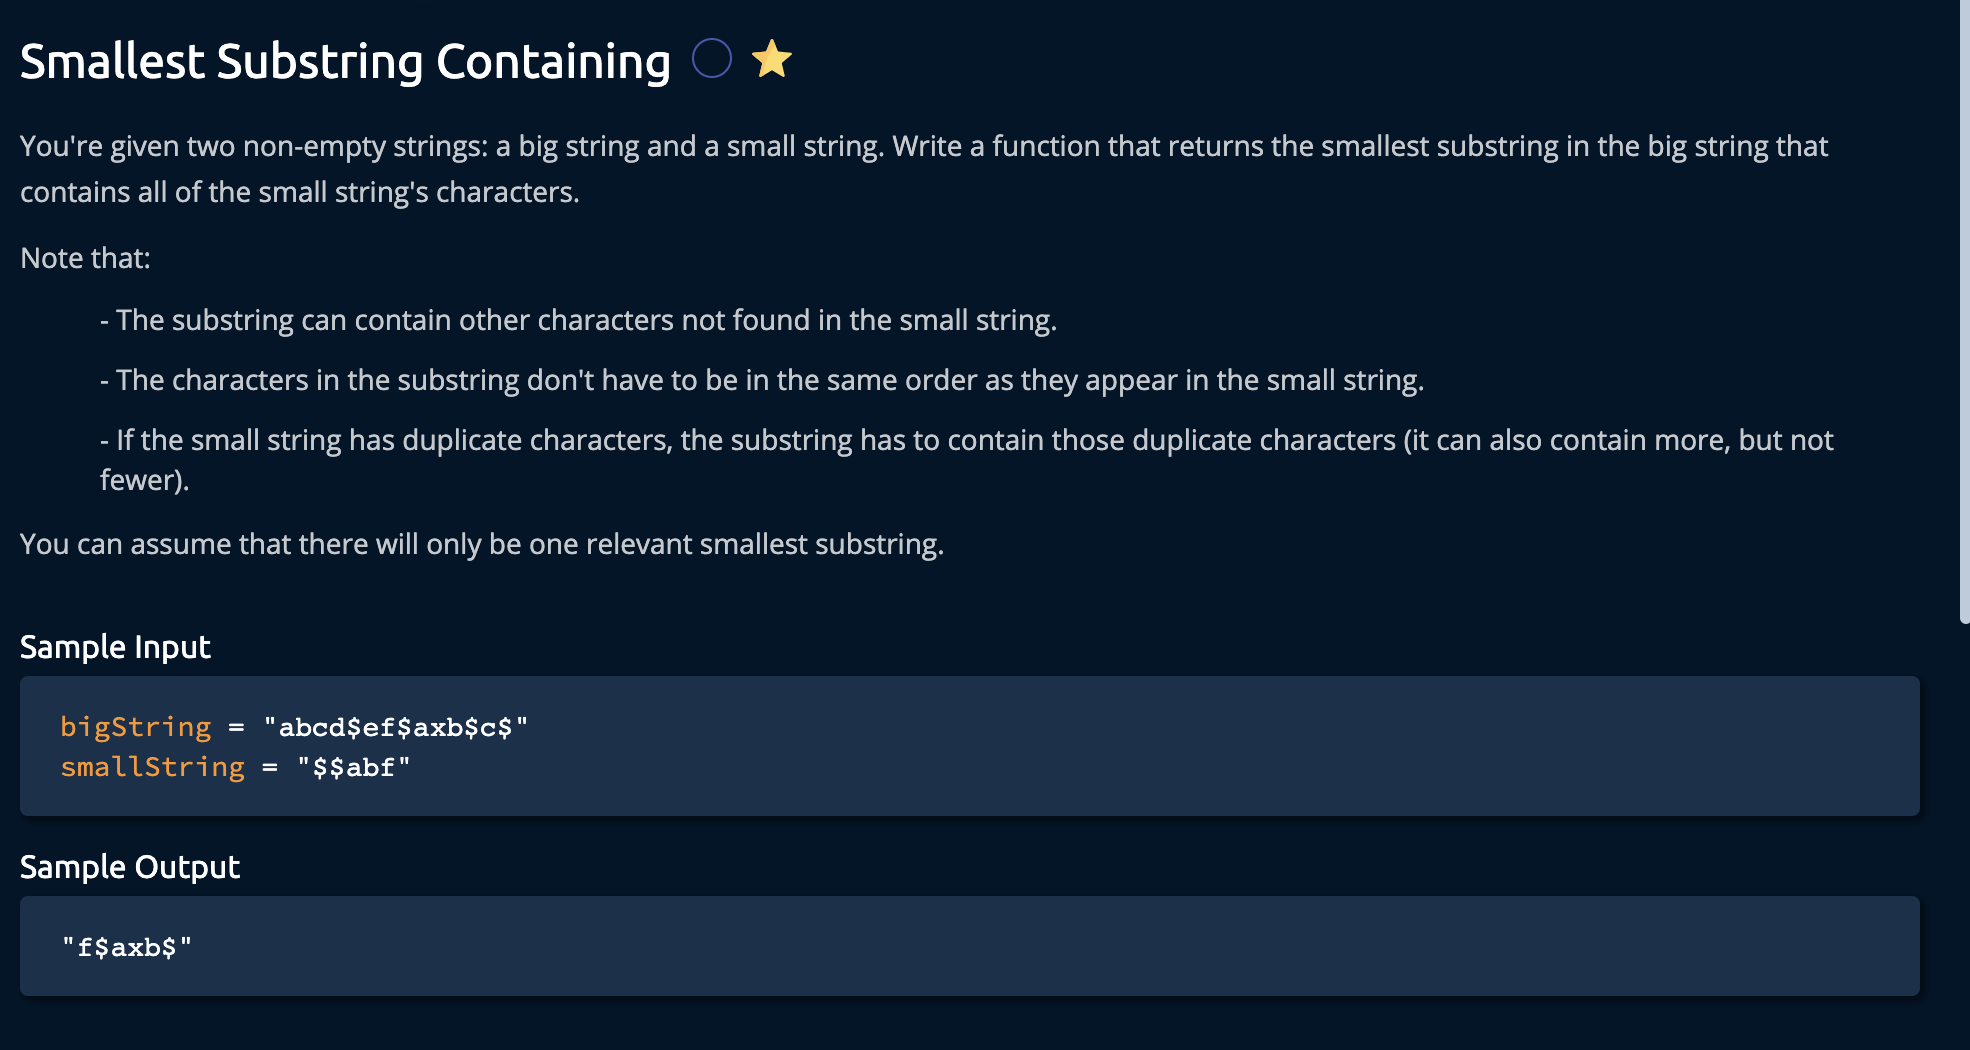 Smallest Substring Containing
You're given two non-empty strings: a big string and a small string. Write a function that returns the smallest substring in the big string that
contains all of the small string's characters.
Note that:
- The substring can contain other characters not found in the small string.
- The characters in the substring don't have to be in the same order as they appear in the small string.
- If the small string has duplicate characters, the substring has to contain those duplicate characters (it can also contain more, but not
fewer).
You can assume that there will only be one relevant smallest substring.
Sample Input
bigString = "abcd$ef$axb$c$"
smallString = "$$abf"
Sample Output
"f$axb$"